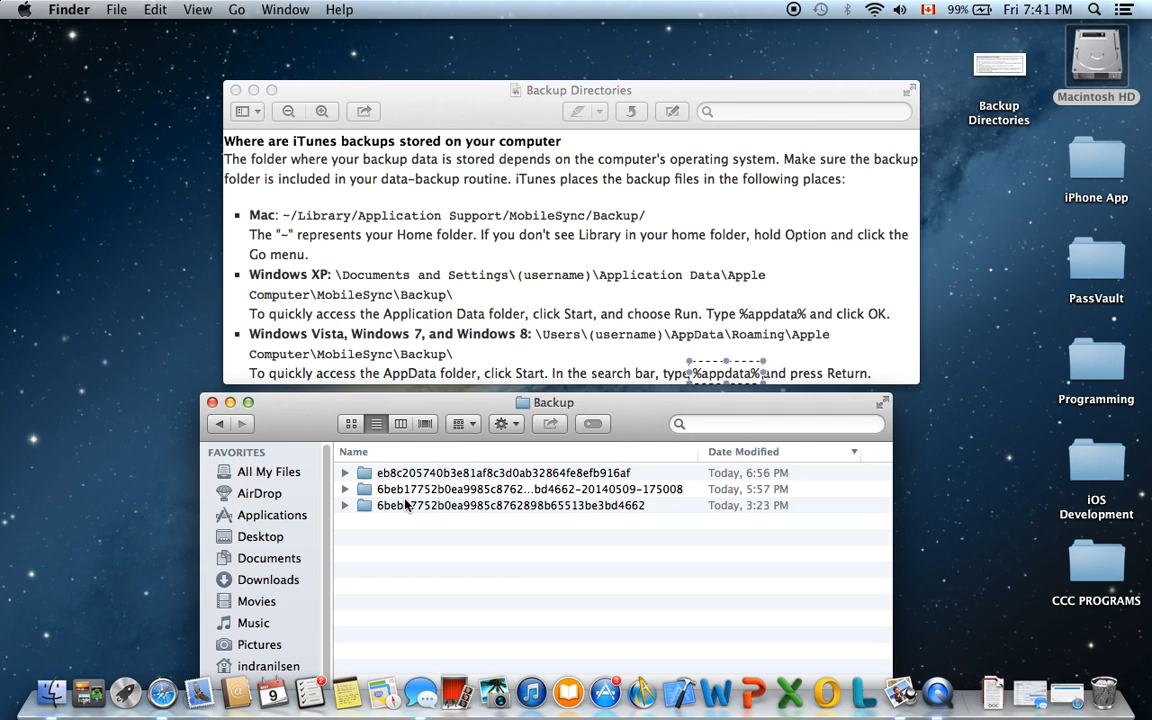 Finder File Edit View Go Window Help 99% Fri 7:41 PM
Backup Directories
Where are iTunes backups stored on your computer
The folder where your backup data is stored depends on the computer's operating system. Make sure the backup
folder is included in your data-backup routine. iTunes places the backup files in the following places:
▪ Mac: ~/Library/Application Support/MobileSync/Backup/
The "~" represents your Home folder. If you don't see Library in your home folder, hold Option and click the
Go menu.
▪ Windows XP: \Documents and Settings\(username)\Application Data\Apple
Computer\MobileSync\Backup\
To quickly access the Application Data folder, click Start, and choose Run. Type %appdata% and click OK.
▪ Windows Vista, Windows 7, and Windows 8: \Users\(username)\AppData\Roaming\Apple
Computer\MobileSync\Backup\
To quickly access the AppData folder, click Start. In the search bar, type %appdata% and press Return.
Backup
FAVORITES
All My Files
AirDrop
Applications
Desktop
Documents
Downloads
Movies
Music
Pictures
indranilsen
Name Date Modified
eb8c205740b3e81af8c3d0ab32864fe8efb916af Today, 6:56 PM
6beb17752b0ea9985c8762...bd4662-20140509-175008 Today, 5:57 PM
6beb17752b0ea9985c8762898b65513be3bd4662 Today, 3:23 PM
Backup
Directories
Macintosh HD
iPhone App
PassVault
Programming
iOS
Development
CCC PROGRAMS
9
2
3